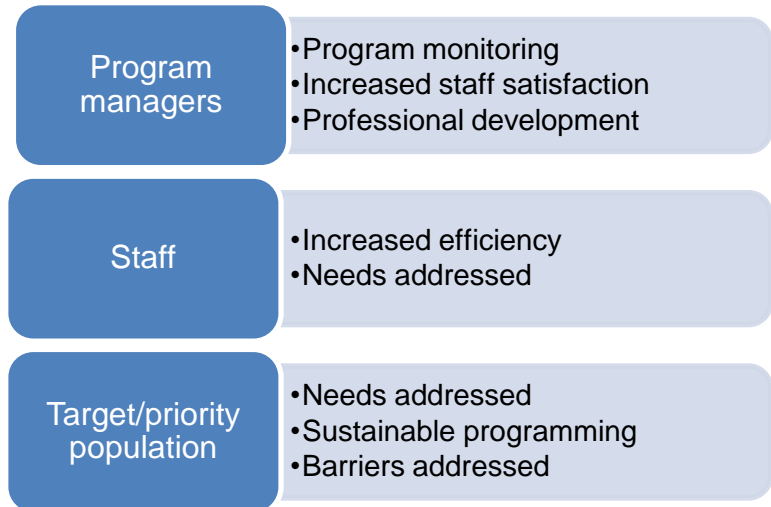 Program
managers
•Program monitoring
•Increased staff satisfaction
•Professional development
Staff
•Increased efficiency
•Needs addressed
Target/priority
population
•Needs addressed
•Sustainable programming
•Barriers addressed